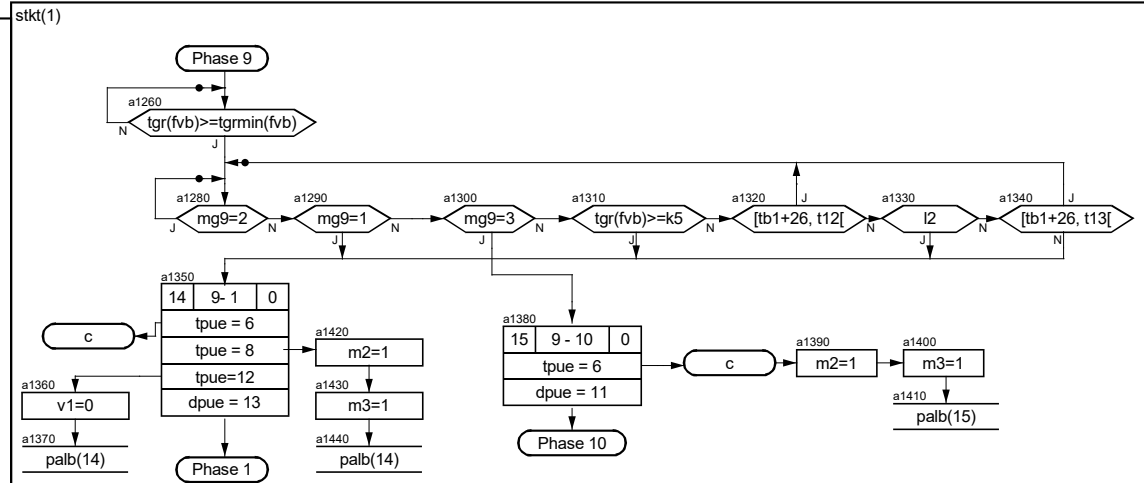 stkt(1)
Phase 9
a1260
tgr(fvb)>=tgrmin(fvb)
N
J
a1280
mg9=2
J
N
a1290
mg9=1
J
N
a1300
mg9=3
J
N
a1310
tgr(fvb)>=k5
J
N
a1320
[tb1+26, t12[
J
N
a1330
l2
J
N
a1340
[tb1+26, t13[
J
N
a1350
14 9- 1 0
tpue = 6
tpue = 8
tpue=12
dpue = 13
c
a1360
v1=0
a1370
palb(14)
Phase 1
a1420
m2=1
a1430
m3=1
a1440
palb(14)
a1380
15 9 - 10 0
tpue = 6
dpue = 11
Phase 10
c
a1390
m2=1
a1400
m3=1
a1410
palb(15)